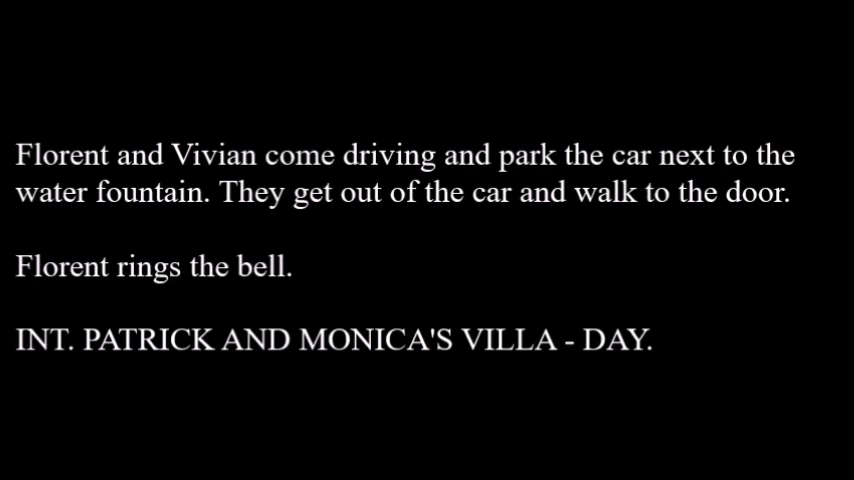 Florent and Vivian come driving and park the car next to the
water fountain. They get out of the car and walk to the door.
Florent rings the bell.
INT. PATRICK AND MONICA'S VILLA - DAY.